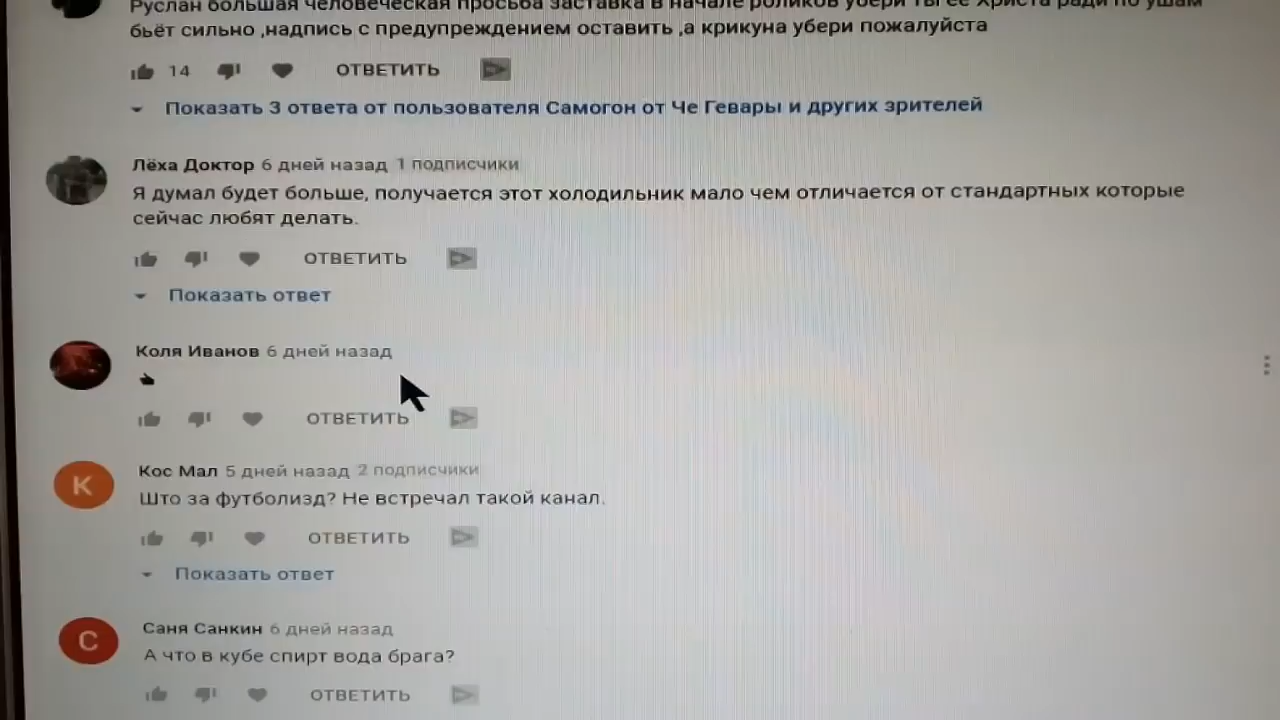 Руслан большая человеческая просьба заставка в начале роликов убери ты её Христа ради по ушам
бьёт сильно ,надпись с предупреждением оставить ,а крикуна убери пожалуйста
14 ОТВЕТИТЬ
Показать 3 ответа от пользователя Самогон от Че Гевары и других зрителей
Лёха Доктор 6 дней назад 1 подписчики
Я думал будет больше, получается этот холодильник мало чем отличается от стандартных которые
сейчас любят делать.
ОТВЕТИТЬ
Показать ответ
Коля Иванов 6 дней назад
ОТВЕТИТЬ
К
Кос Мал 5 дней назад 2 подписчики
Што за футболизд? Не встречал такой канал.
ОТВЕТИТЬ
Показать ответ
С
Саня Санкин 6 дней назад
А что в кубе спирт вода брага?
ОТВЕТИТЬ